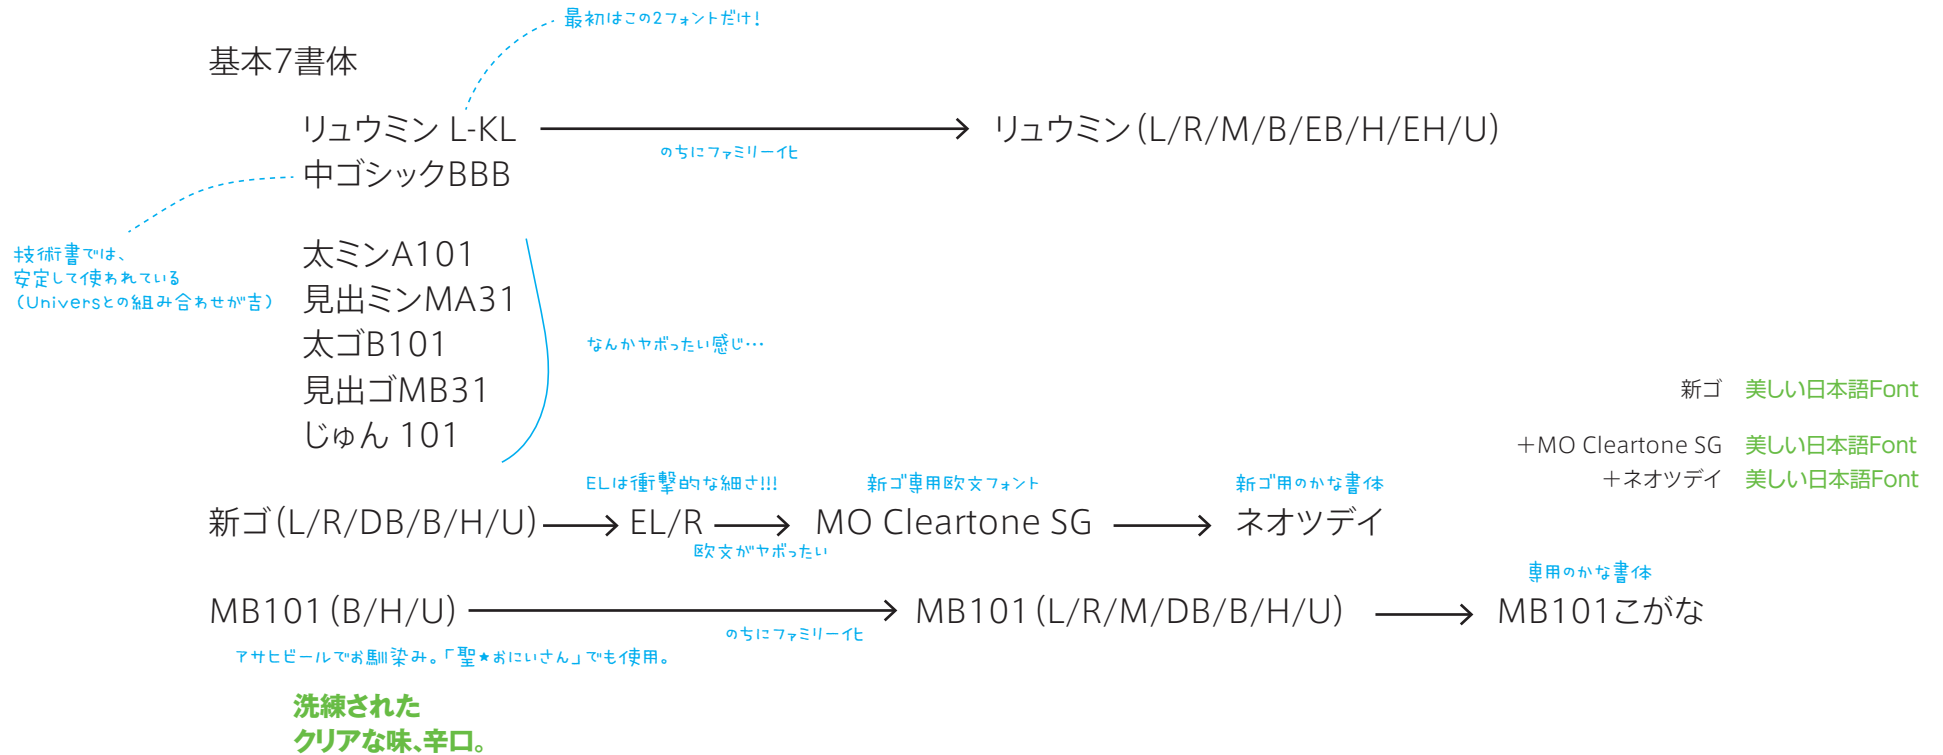 最初はこの2フォントだけ！
基本7書体
リュウミン L-KL
リュウミン（L/R/M/B/EB/H/EH/U）
のちにファミリー化
中ゴシックBBB
技術書では、
安定して使われている
（Universとの組み合わせが吉）
太ミンA101
見出ミンMA31
太ゴB101
なんかヤボったい感じ…
見出ゴMB31
じゅん 101
新ゴ 美しい日本語Font
＋MO Cleartone SG 美しい日本語Font
＋ネオツデイ 美しい日本語Font
ELは衝撃的な細さ!!!
新ゴ専用欧文フォント
新ゴ用のかな書体
新ゴ（L/R/DB/B/H/U）
EL/R
MO Cleartone SG
ネオツデイ
欧文がヤボったい
専用のかな書体
MB101（B/H/U）
MB101（L/R/M/DB/B/H/U）
MB101こがな
のちにファミリー化
アサヒビールでお馴染み。「聖★おにいさん」でも使用。
洗練された
クリアな味、辛口。